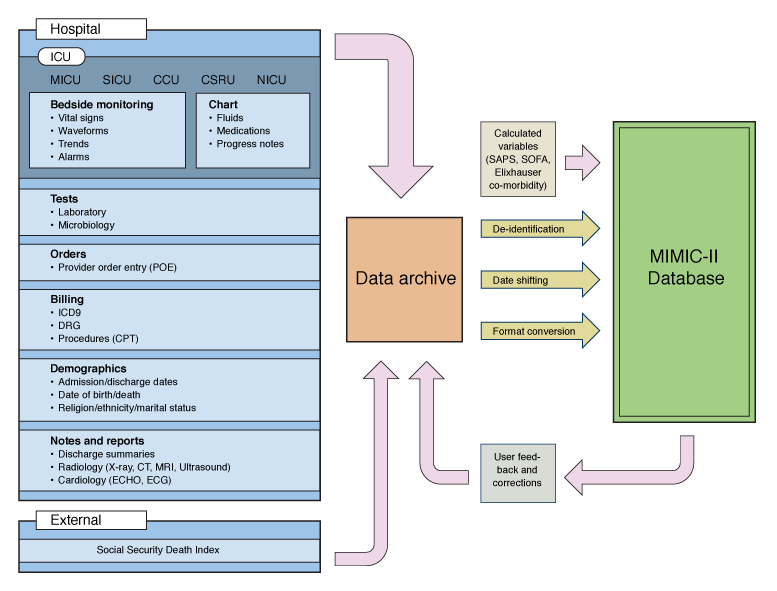 Hospital
ICU
MICU SICU CCU CSRU NICU
Bedside monitoring
• Vital signs
• Waveforms
• Trends
• Alarms
Chart
• Fluids
• Medications
• Progress notes
Tests
• Laboratory
• Microbiology
Orders
• Provider order entry (POE)
Billing
• ICD9
• DRG
• Procedures (CPT)
Demographics
• Admission/discharge dates
• Date of birth/death
• Religion/ethnicity/marital status
Notes and reports
• Discharge summaries
• Radiology (X-ray, CT, MRI, Ultrasound)
• Cardiology (ECHO, ECG)
External
Social Security Death Index
Data archive
Calculated
variables
(SAPS, SOFA,
Elixhauser
co-morbidity)
De-identification
Date shifting
Format conversion
User feed-
back and
corrections
MIMIC-II
Database